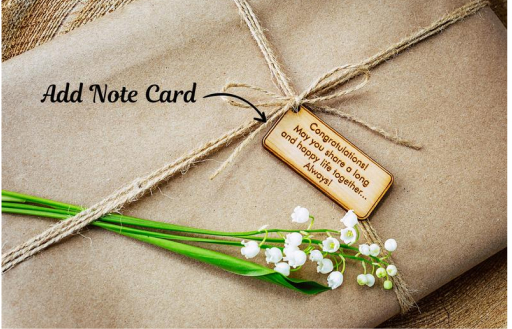 Add Note Card
Congratulations!
May you share a long
and happy life together...
Always!